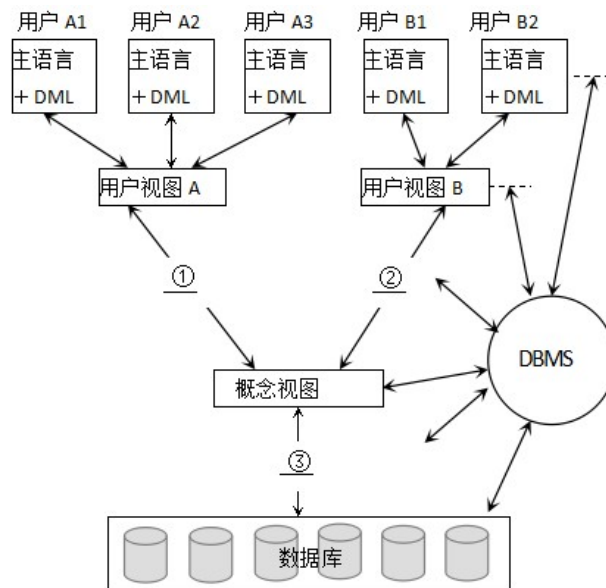 用户 A1 用户 A2 用户 A3 用户 B1 用户 B2
主语言 主语言 主语言 主语言 主语言
+ DML + DML + DML + DML + DML
用户视图 A 用户视图 B
① ②
DBMS
概念视图
③
数据库